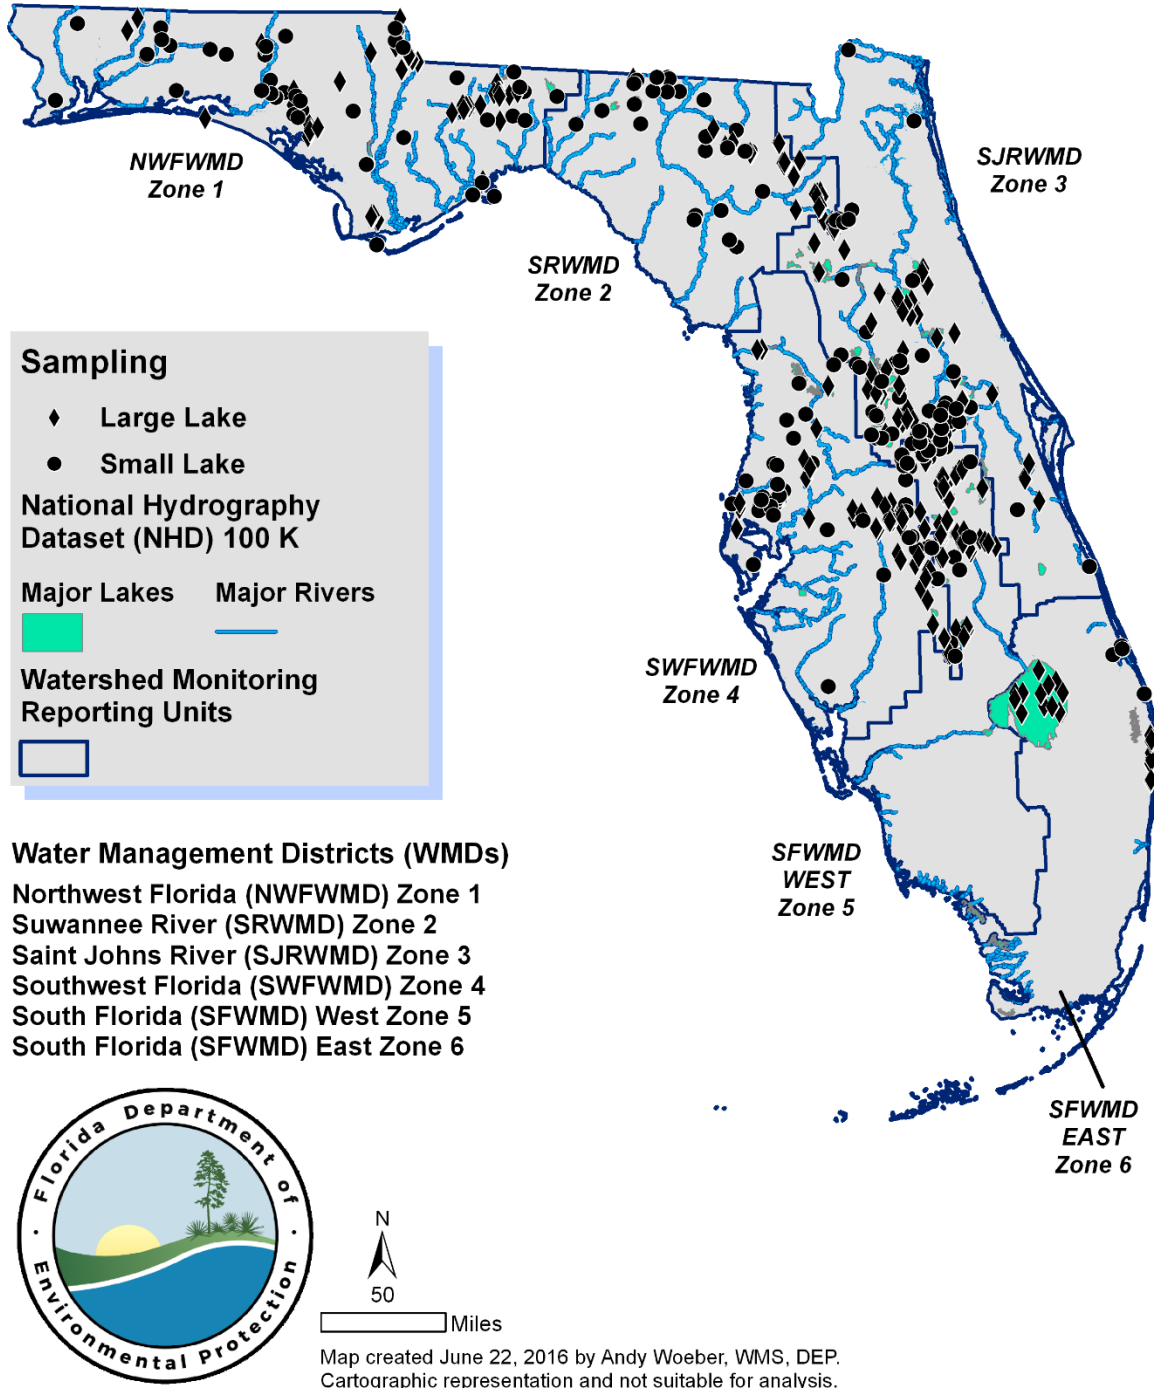 NWFWMD
Zone 1
SJRWMD
Zone 3
SRWMD
Zone 2
Sampling
Large Lake
Small Lake
National Hydrography
Dataset (NHD) 100 K
Major Lakes Major Rivers
Watershed Monitoring
Reporting Units
SWFWMD
Zone 4
SFWMD
WEST
Zone 5
Water Management Districts (WMDs)
Northwest Florida (NWFWMD) Zone 1
Suwannee River (SRWMD) Zone 2
Saint Johns River (SJRWMD) Zone 3
Southwest Florida (SWFWMD) Zone 4
South Florida (SFWMD) West Zone 5
South Florida (SFWMD) East Zone 6
SFWMD
EAST
Zone 6
Florida Department of
Environmental Protection
N
50
Miles
Map created June 22, 2016 by Andy Woeber, WMS, DEP.
Cartographic representation and not suitable for analysis.